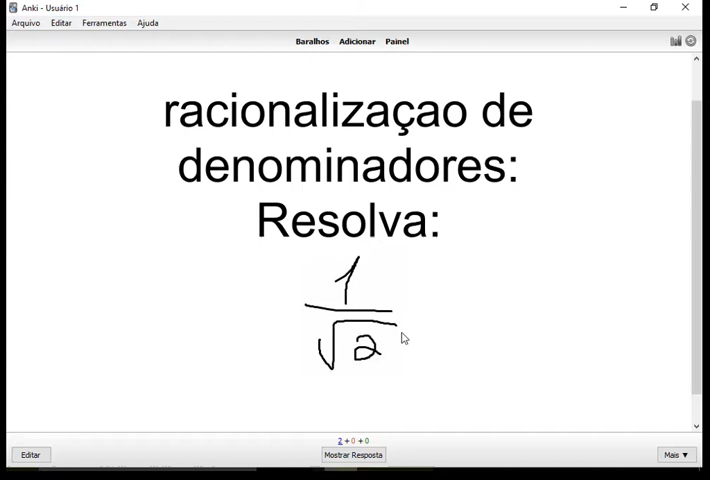 Anki - Usuário 1
Arquivo Editar Ferramentas Ajuda
Baralhos Adicionar Painel
racionalizaçao de
denominadores:
Resolva:
1
√2
2 + 0 + 0
Editar Mostrar Resposta Mais ▼